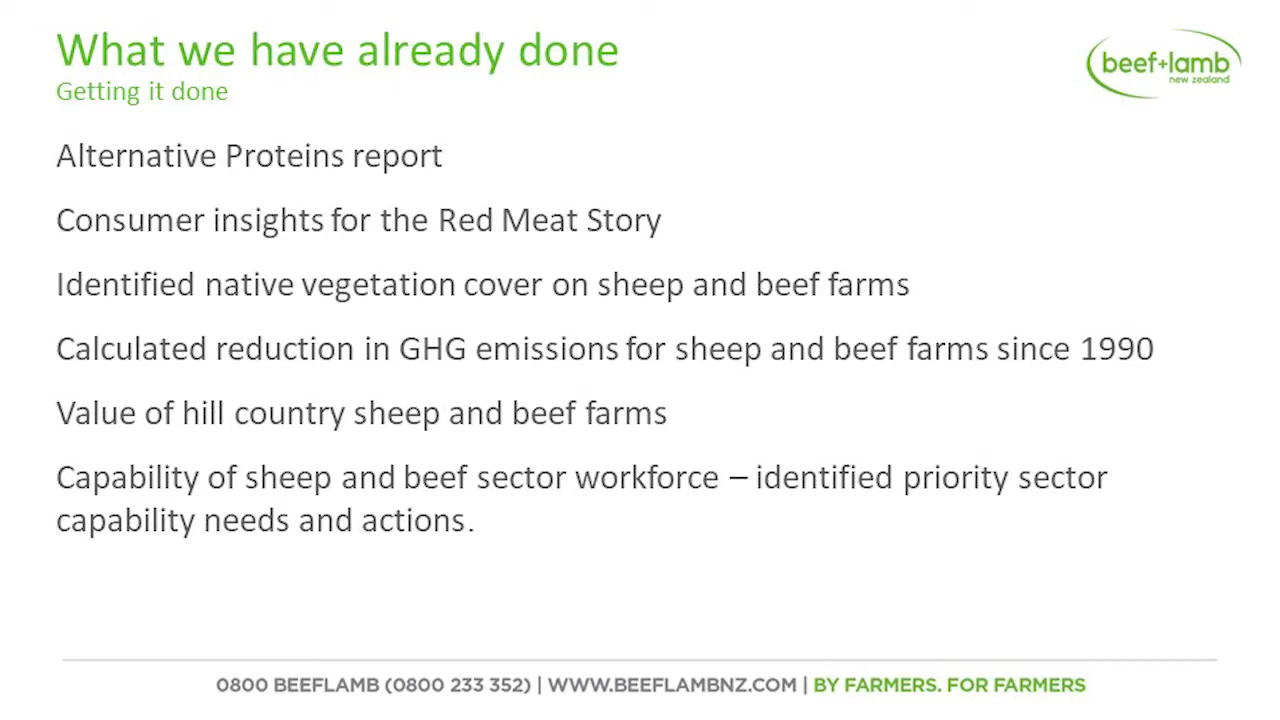 What we have already done
Getting it done
beef+lamb
new zealand
Alternative Proteins report
Consumer insights for the Red Meat Story
Identified native vegetation cover on sheep and beef farms
Calculated reduction in GHG emissions for sheep and beef farms since 1990
Value of hill country sheep and beef farms
Capability of sheep and beef sector workforce – identified priority sector
capability needs and actions.
0800 BEEFLAMB (0800 233 352) | WWW.BEEFLAMBNZ.COM | BY FARMERS. FOR FARMERS